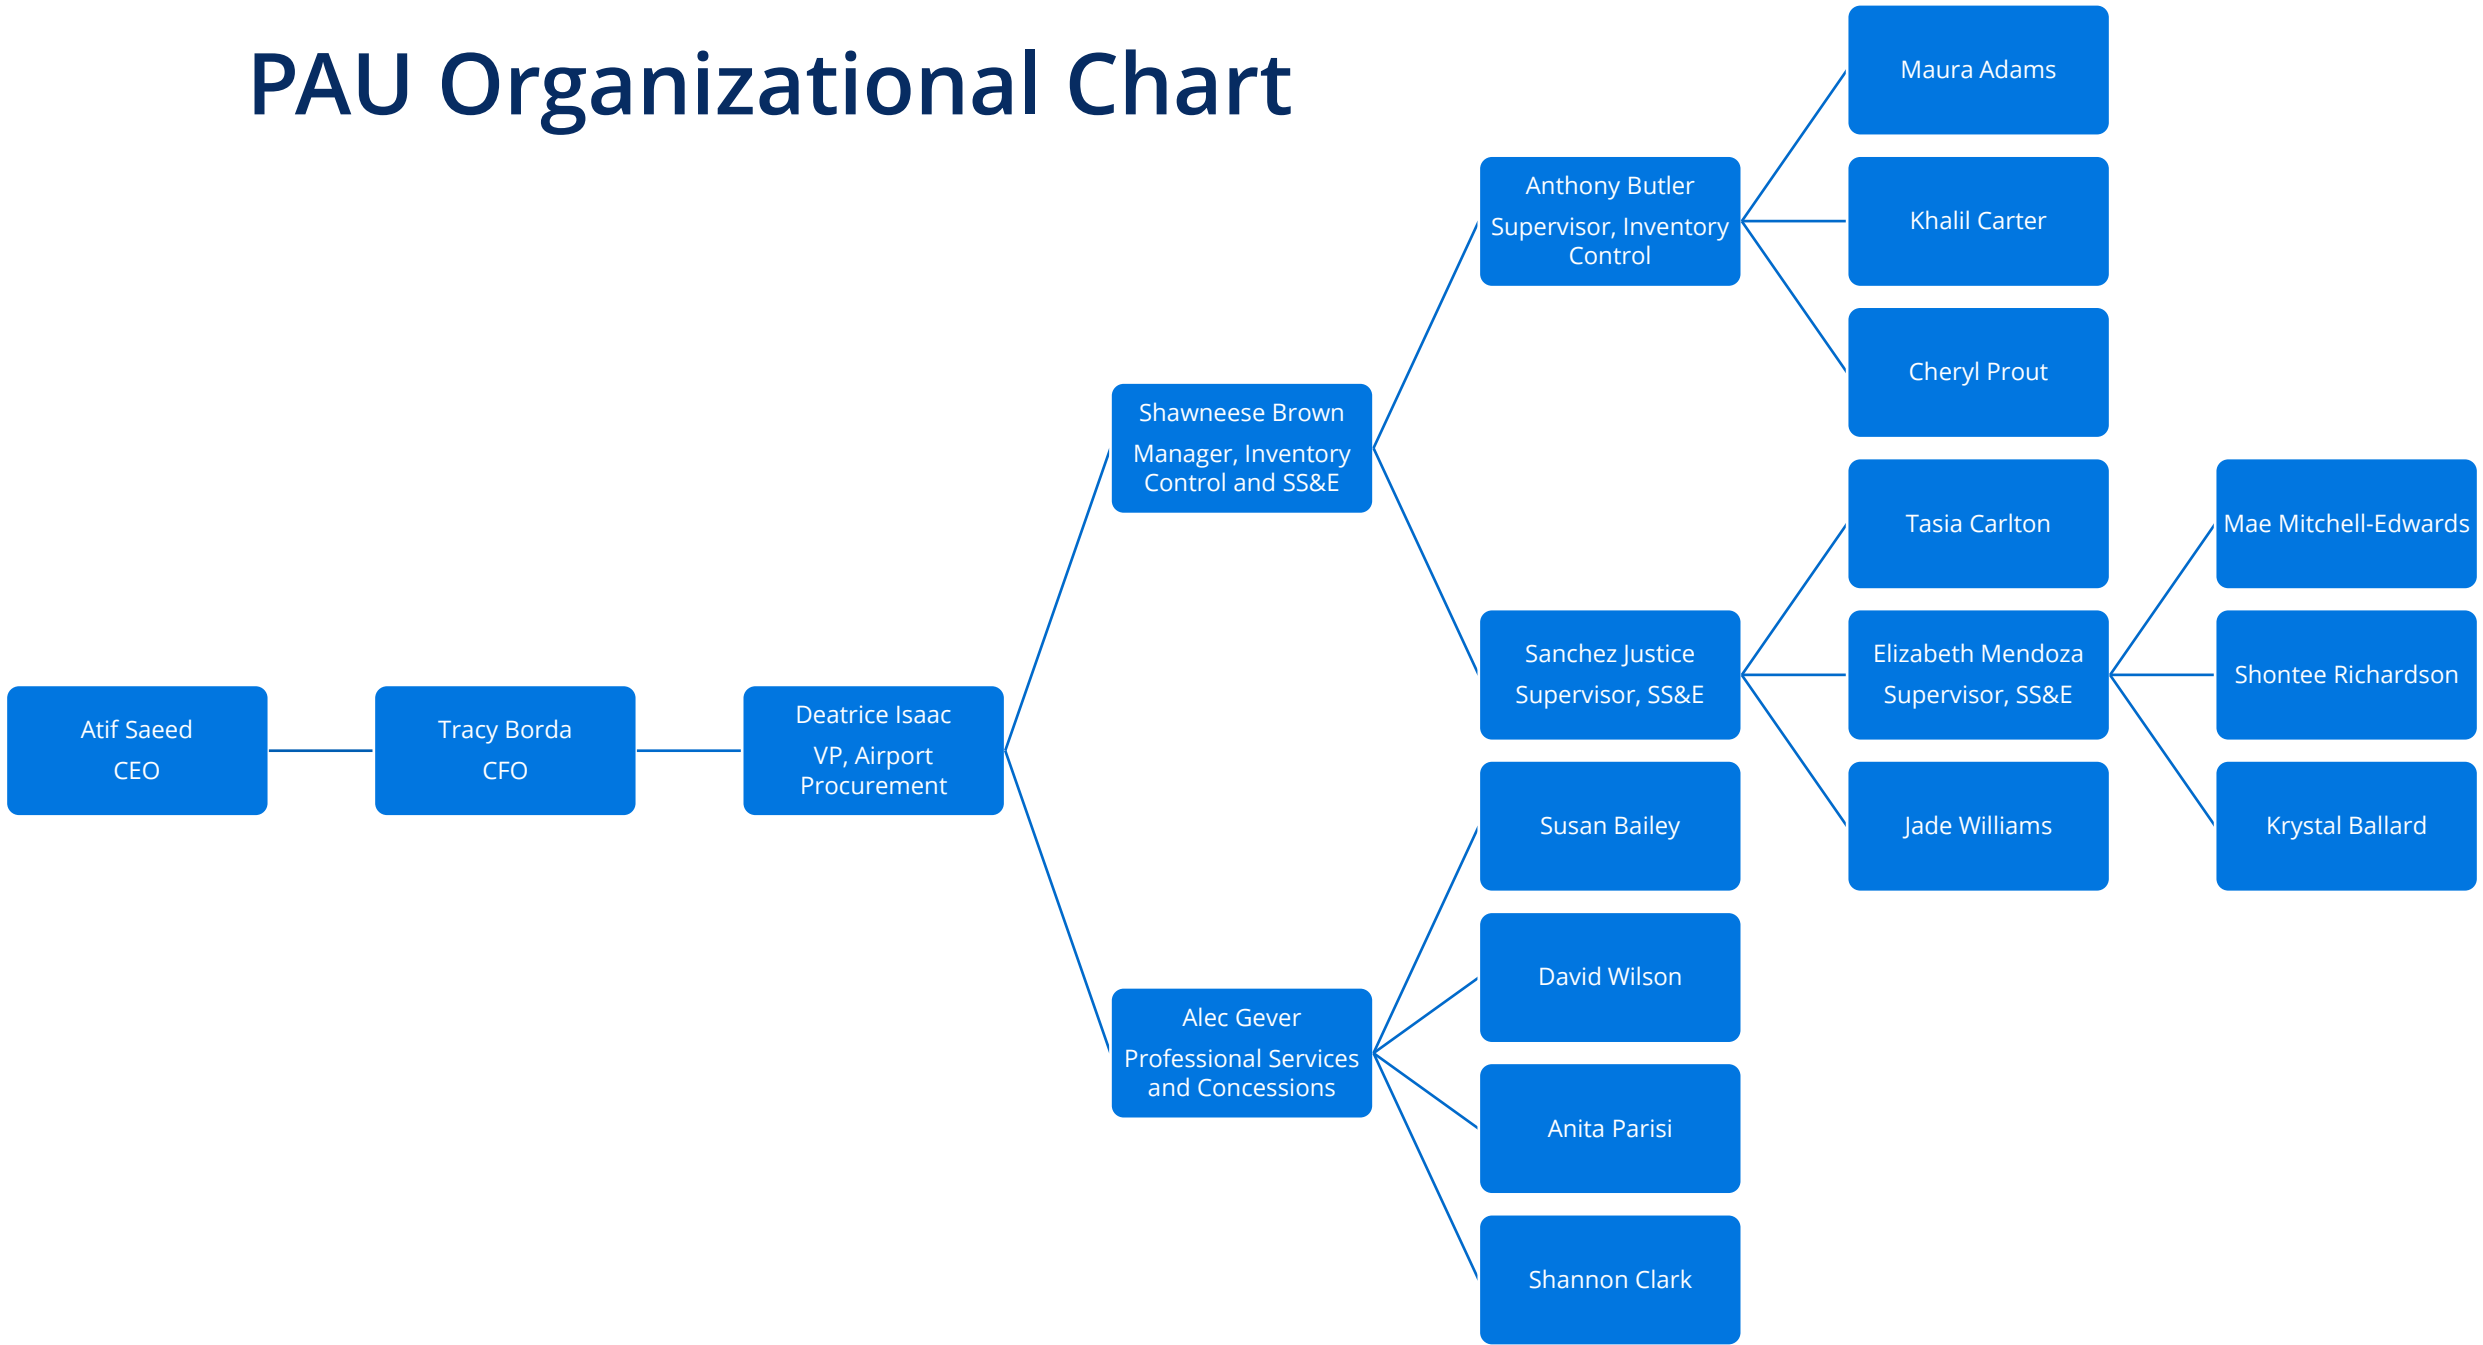 PAU Organizational Chart
Atif Saeed
CEO
Tracy Borda
CFO
Deatrice Isaac
VP, Airport
Procurement
Shawneese Brown
Manager, Inventory
Control and SS&E
Anthony Butler
Supervisor, Inventory
Control
Maura Adams
Khalil Carter
Cheryl Prout
Sanchez Justice
Supervisor, SS&E
Tasia Carlton
Elizabeth Mendoza
Supervisor, SS&E
Mae Mitchell-Edwards
Shontee Richardson
Krystal Ballard
Jade Williams
Alec Gever
Professional Services
and Concessions
Susan Bailey
David Wilson
Anita Parisi
Shannon Clark